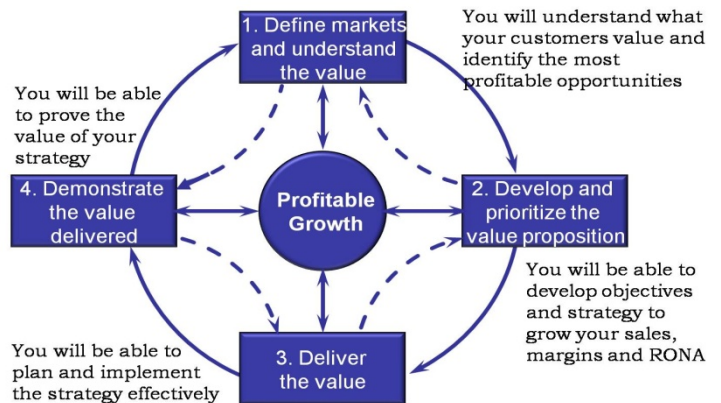 1. Define markets
and understand
the value
You will understand what
your customers value and
identify the most
profitable opportunities
You will be able
to prove the
value of your
strategy
4. Demonstrate
the value
delivered
Profitable
Growth
2. Develop and
prioritize the
value proposition
You will be able to
develop objectives
and strategy to
grow your sales,
margins and RONA
3. Deliver
the value
You will be able to
plan and implement
the strategy effectively